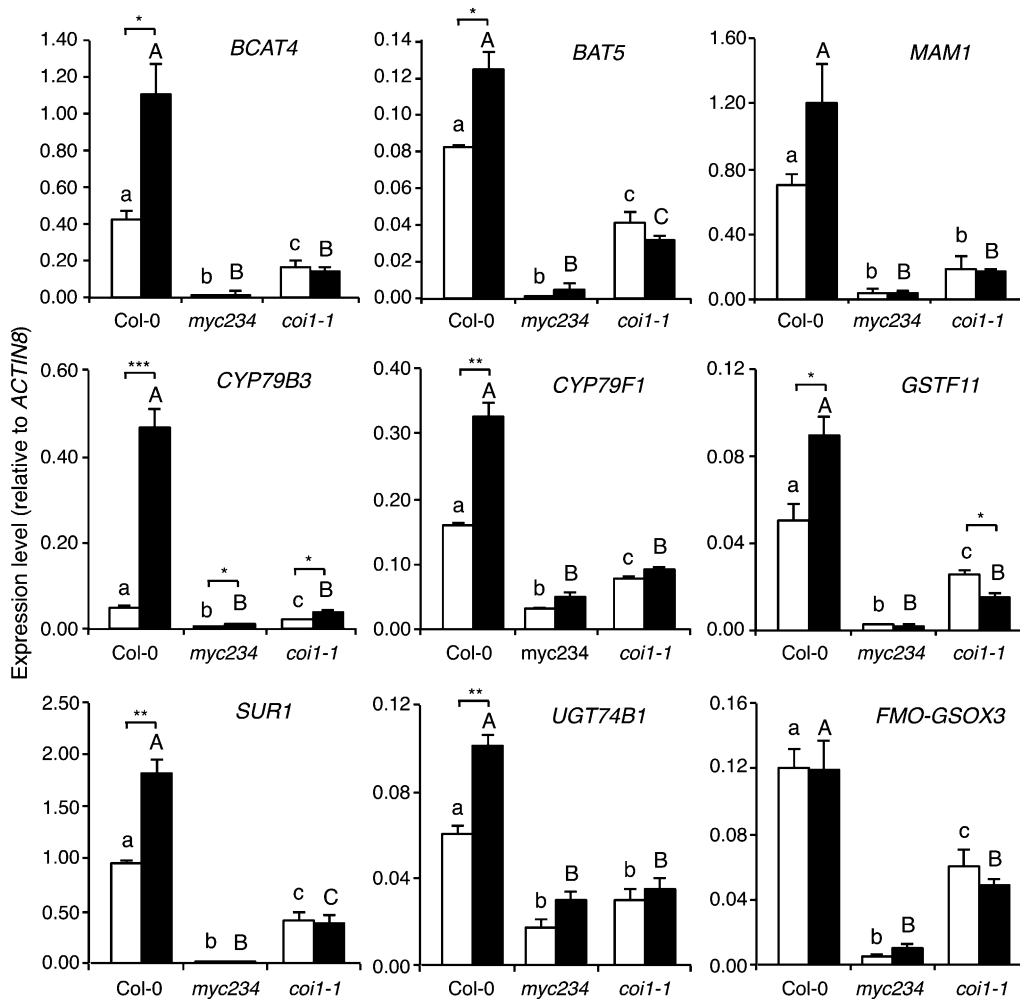 Expression level (relative to ACTIN8)
BCAT4
1.40
1.20
1.00
0.80
0.60
0.40
0.20
0.00
*
a A
b B
c B
Col-0 myc234 coi1-1
BAT5
0.14
0.12
0.10
0.08
0.06
0.04
0.02
0.00
*
a A
b B
c C
Col-0 myc234 coi1-1
MAM1
1.60
1.20
0.80
0.40
0.00
a A
b B
b B
Col-0 myc234 coi1-1
CYP79B3
0.60
0.40
0.20
0.00
***
a A
*
b B
*
c B
Col-0 myc234 coi1-1
CYP79F1
0.40
0.30
0.20
0.10
0.00
**
a A
b B
c B
Col-0 myc234 coi1-1
GSTF11
0.12
0.08
0.04
0.00
*
a A
b B
*
c B
Col-0 myc234 coi1-1
SUR1
2.50
2.00
1.50
1.00
0.50
0.00
**
a A
b B
c C
Col-0 myc234 coi1-1
UGT74B1
0.12
0.08
0.04
0.00
**
a A
b B
b B
Col-0 myc234 coi1-1
FMO-GSOX3
0.16
0.12
0.08
0.04
0.00
a A
b B
c B
Col-0 myc234 coi1-1